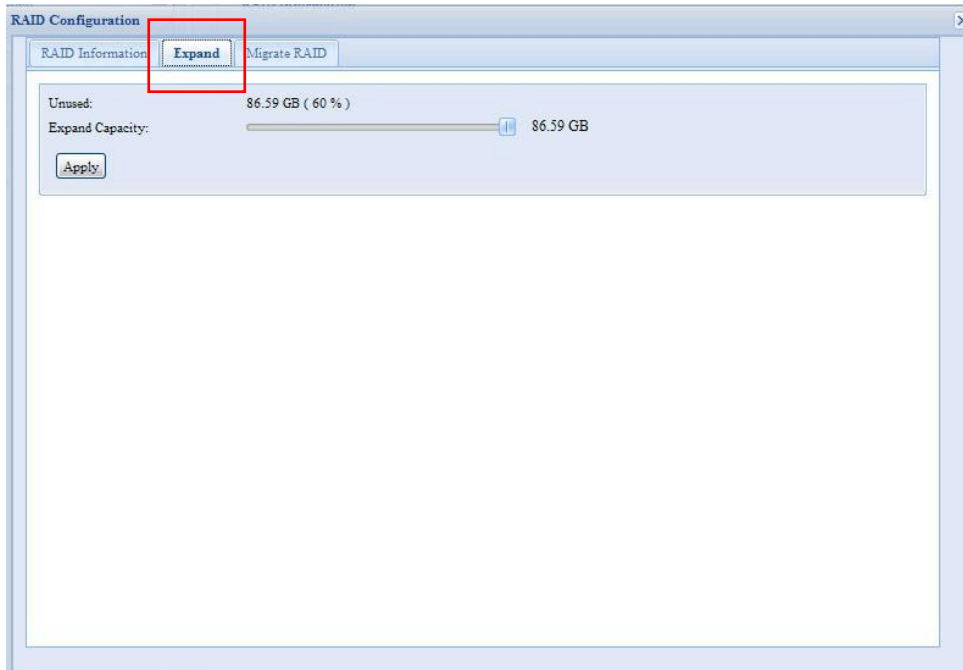 RAID Configuration
RAID Information Expand Migrate RAID
Unused: 86.59 GB ( 60 % )
Expand Capacity: 86.59 GB
Apply